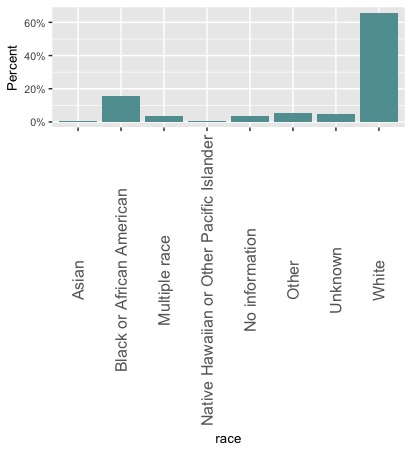 Percent
60%
40%
20%
0%
Asian
Black or African American
Multiple race
Native Hawaiian or Other Pacific Islander
No information
Other
Unknown
White
race